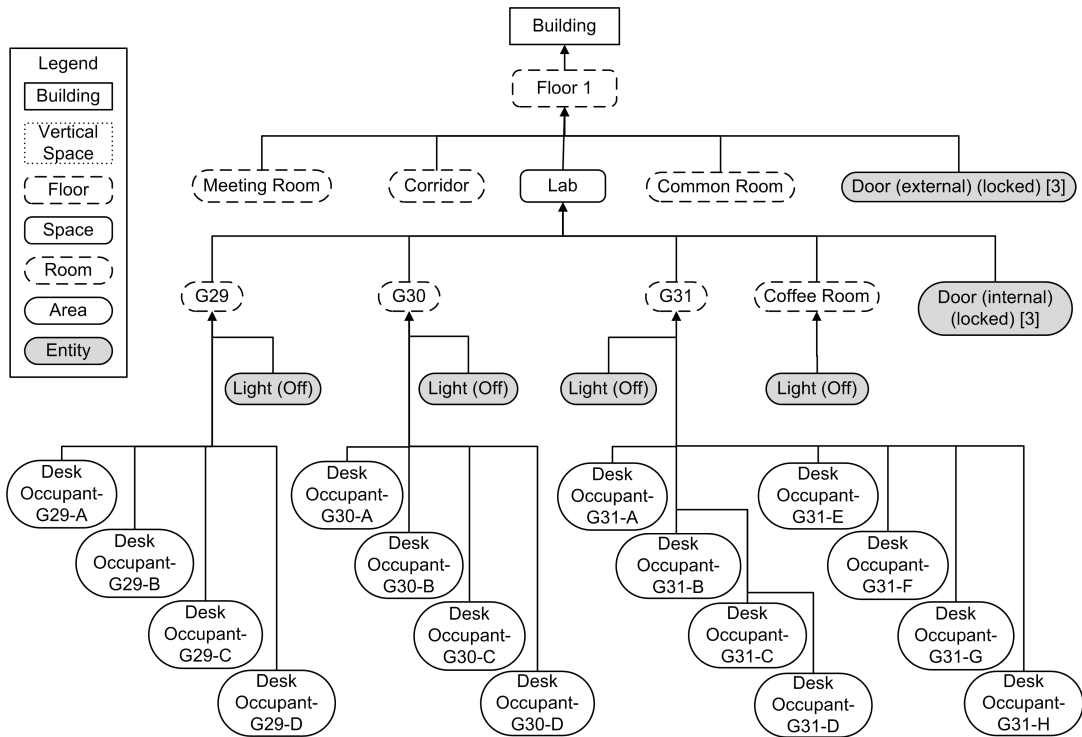 Building
Floor 1
Legend
Building
Vertical
Space
Floor
Space
Room
Area
Entity
Meeting Room
Corridor
Lab
Common Room
Door (external) (locked) [3]
G29
G30
G31
Coffee Room
Door (internal)
(locked) [3]
Light (Off)
Light (Off)
Light (Off)
Light (Off)
Desk
Occupant-
G29-A
Desk
Occupant-
G29-B
Desk
Occupant-
G29-C
Desk
Occupant-
G29-D
Desk
Occupant-
G30-A
Desk
Occupant-
G30-B
Desk
Occupant-
G30-C
Desk
Occupant-
G30-D
Desk
Occupant-
G31-A
Desk
Occupant-
G31-B
Desk
Occupant-
G31-C
Desk
Occupant-
G31-D
Desk
Occupant-
G31-E
Desk
Occupant-
G31-F
Desk
Occupant-
G31-G
Desk
Occupant-
G31-H